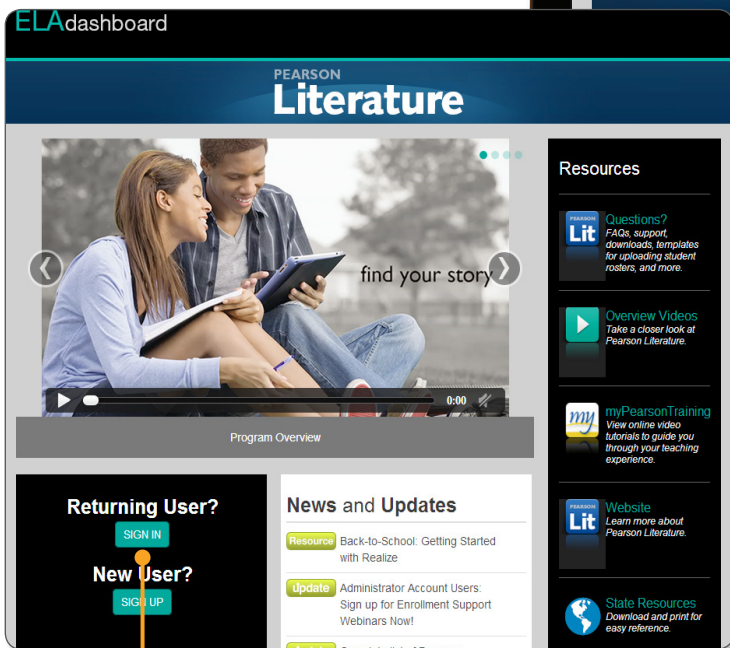 ELAdashboard
PEARSON
Literature
find your story
0:00
Program Overview
Returning User?
SIGN IN
New User?
SIGN UP
News and Updates
Resource
Back-to-School: Getting Started
with Realize
update
Administrator Account Users:
Sign up for Enrollment Support
Webinars Now!
Resources
PEARSON
Lit
Questions?
FAQs, support,
downloads, templates
for uploading student
rosters, and more.
Overview Videos
Take a closer look at
Pearson Literature.
my
myPearsonTraining
View online video
tutorials to guide you
through your teaching
experience.
PEARSON
Lit
Website
Learn more about
Pearson Literature.
State Resources
Download and print for
easy reference.